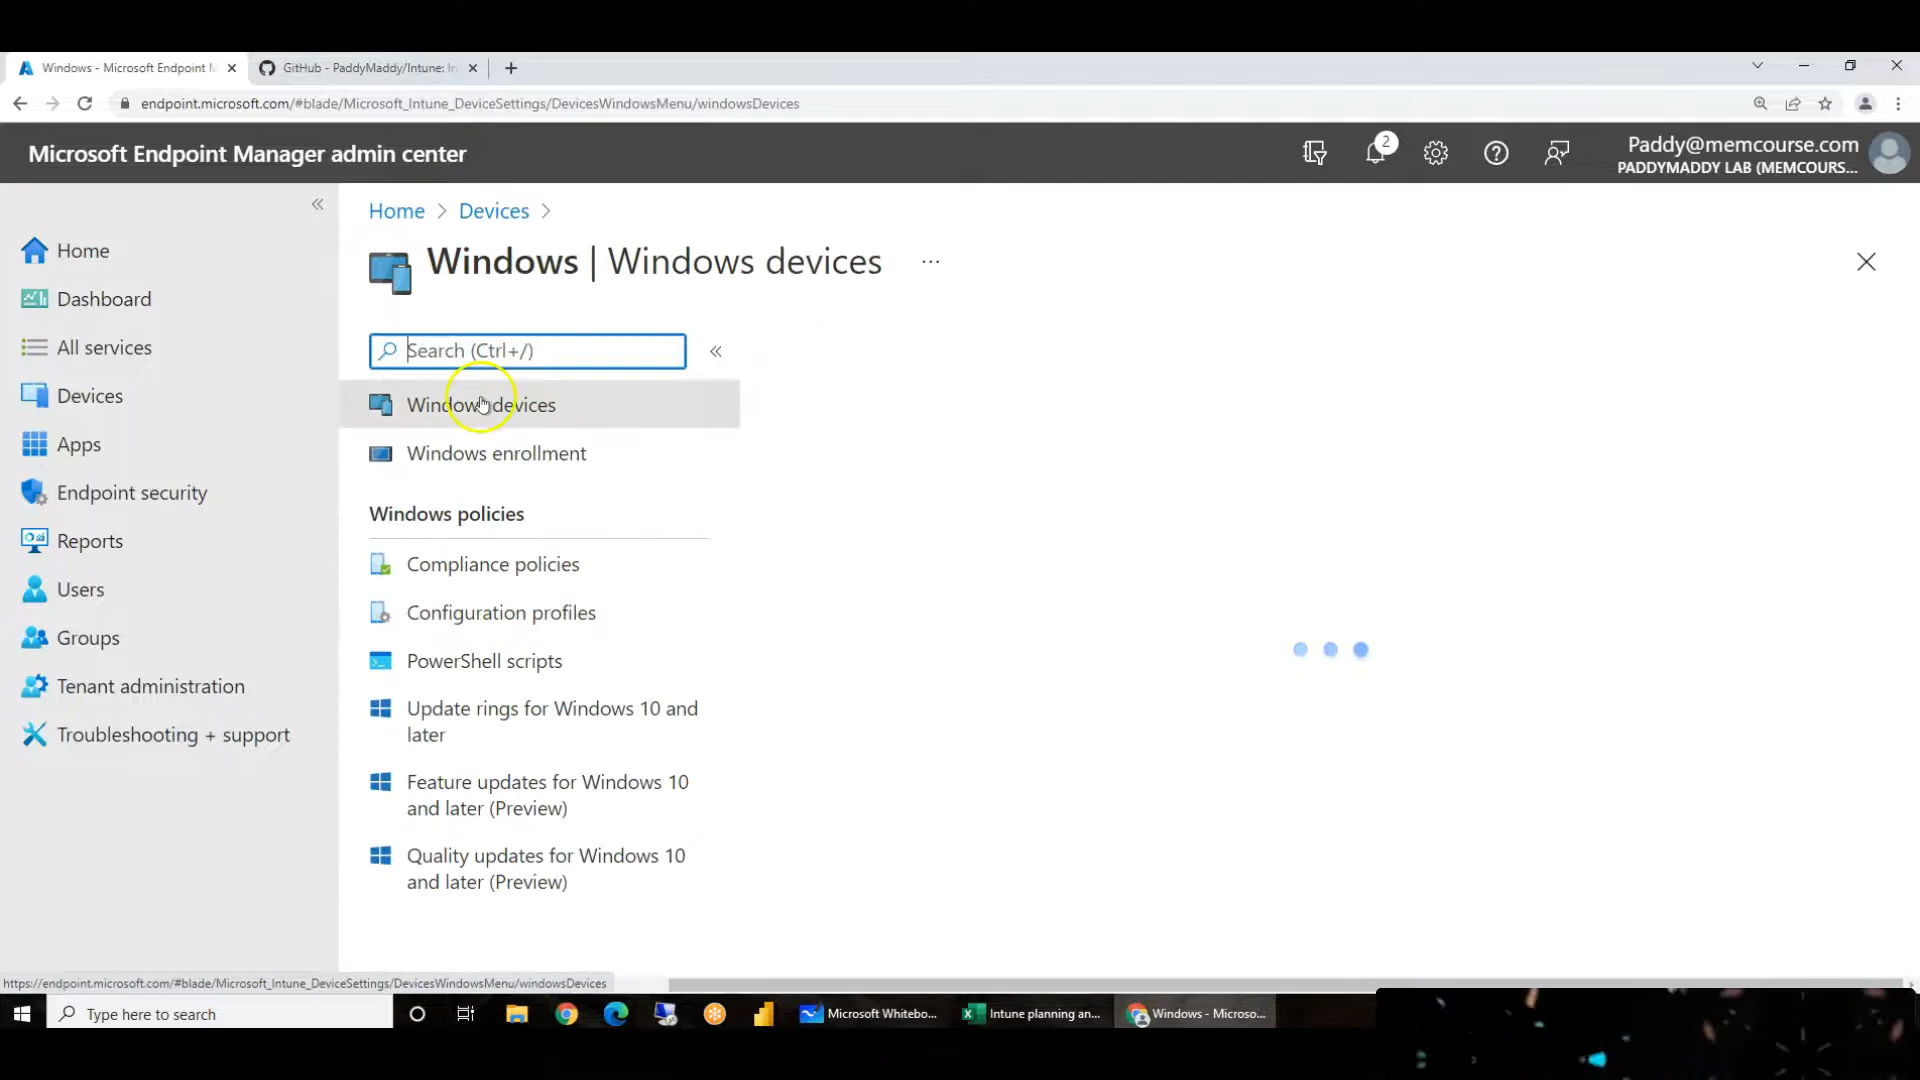 Windows - Microsoft Endpoint M
GitHub - PaddyMaddy/Intune: In
endpoint.microsoft.com/#blade/Microsoft_Intune_DeviceSettings/DevicesWindowsMenu/windowsDevices
Microsoft Endpoint Manager admin center
2
Paddy@memcourse.com
PADDYMADDY LAB (MEMCOURS...
Home
Dashboard
All services
Devices
Apps
Endpoint security
Reports
Users
Groups
Tenant administration
Troubleshooting + support
Home > Devices >
Windows | Windows devices ...
Search (Ctrl+/)
Windows devices
Windows enrollment
Windows policies
Compliance policies
Configuration profiles
PowerShell scripts
Update rings for Windows 10 and
later
Feature updates for Windows 10
and later (Preview)
Quality updates for Windows 10
and later (Preview)
https://endpoint.microsoft.com/#blade/Microsoft_Intune_DeviceSettings/DevicesWindowsMenu/windowsDevices
Type here to search
Microsoft Whitebo...
Intune planning an...
Windows - Microso...